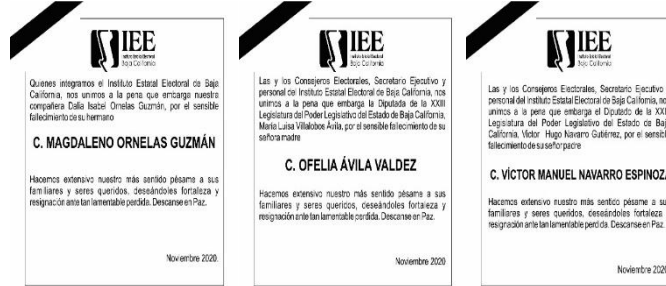 IEE
Instituto Estatal Electoral
Baja California
Quienes integramos el Instituto Estatal Electoral de Baja
California, nos unimos a la pena que embarga nuestra
compañera Dalia Isabel Ornelas Guzmán, por el sensible
fallecimiento de su hermano
C. MAGDALENO ORNELAS GUZMÁN
Hacemos extensivo nuestro más sentido pésame a sus
familiares y seres queridos, deseándoles fortaleza y
resignación ante tan lamentable perdida. Descanse en Paz.
Noviembre 2020.
IEE
Instituto Estatal Electoral
Baja California
Las y los Consejeros Electorales, Secretario Ejecutivo y
personal del Instituto Estatal Electoral de Baja California, nos
unimos a la pena que embarga la Diputada de la XXIII
Legislatura del Poder Legislativo del Estado de Baja California,
María Luisa Villalobos Ávila, por el sensible fallecimiento de su
señora madre
C. OFELIA ÁVILA VALDEZ
Hacemos extensivo nuestro más sentido pésame a sus
familiares y seres queridos, deseándoles fortaleza y
resignación ante tan lamentable perdida. Descanse en Paz.
Noviembre 2020
IEE
Instituto Estatal Electoral
Baja California
Las y los Consejeros Electorales, Secretario Ejecutivo
personal del Instituto Estatal Electoral de Baja California, no
unimos a la pena que embarga el Diputado de la XXI
Legislatura del Poder Legislativo del Estado de Baj
California, Víctor Hugo Navarro Gutiérrez, por el sensibl
fallecimiento de su señor padre
C. VÍCTOR MANUEL NAVARRO ESPINOZA
Hacemos extensivo nuestro más sentido pésame a su
familiares y seres queridos, deseándoles fortaleza
resignación ante tan lamentable perdida. Descanse en Paz.
Noviembre 2020